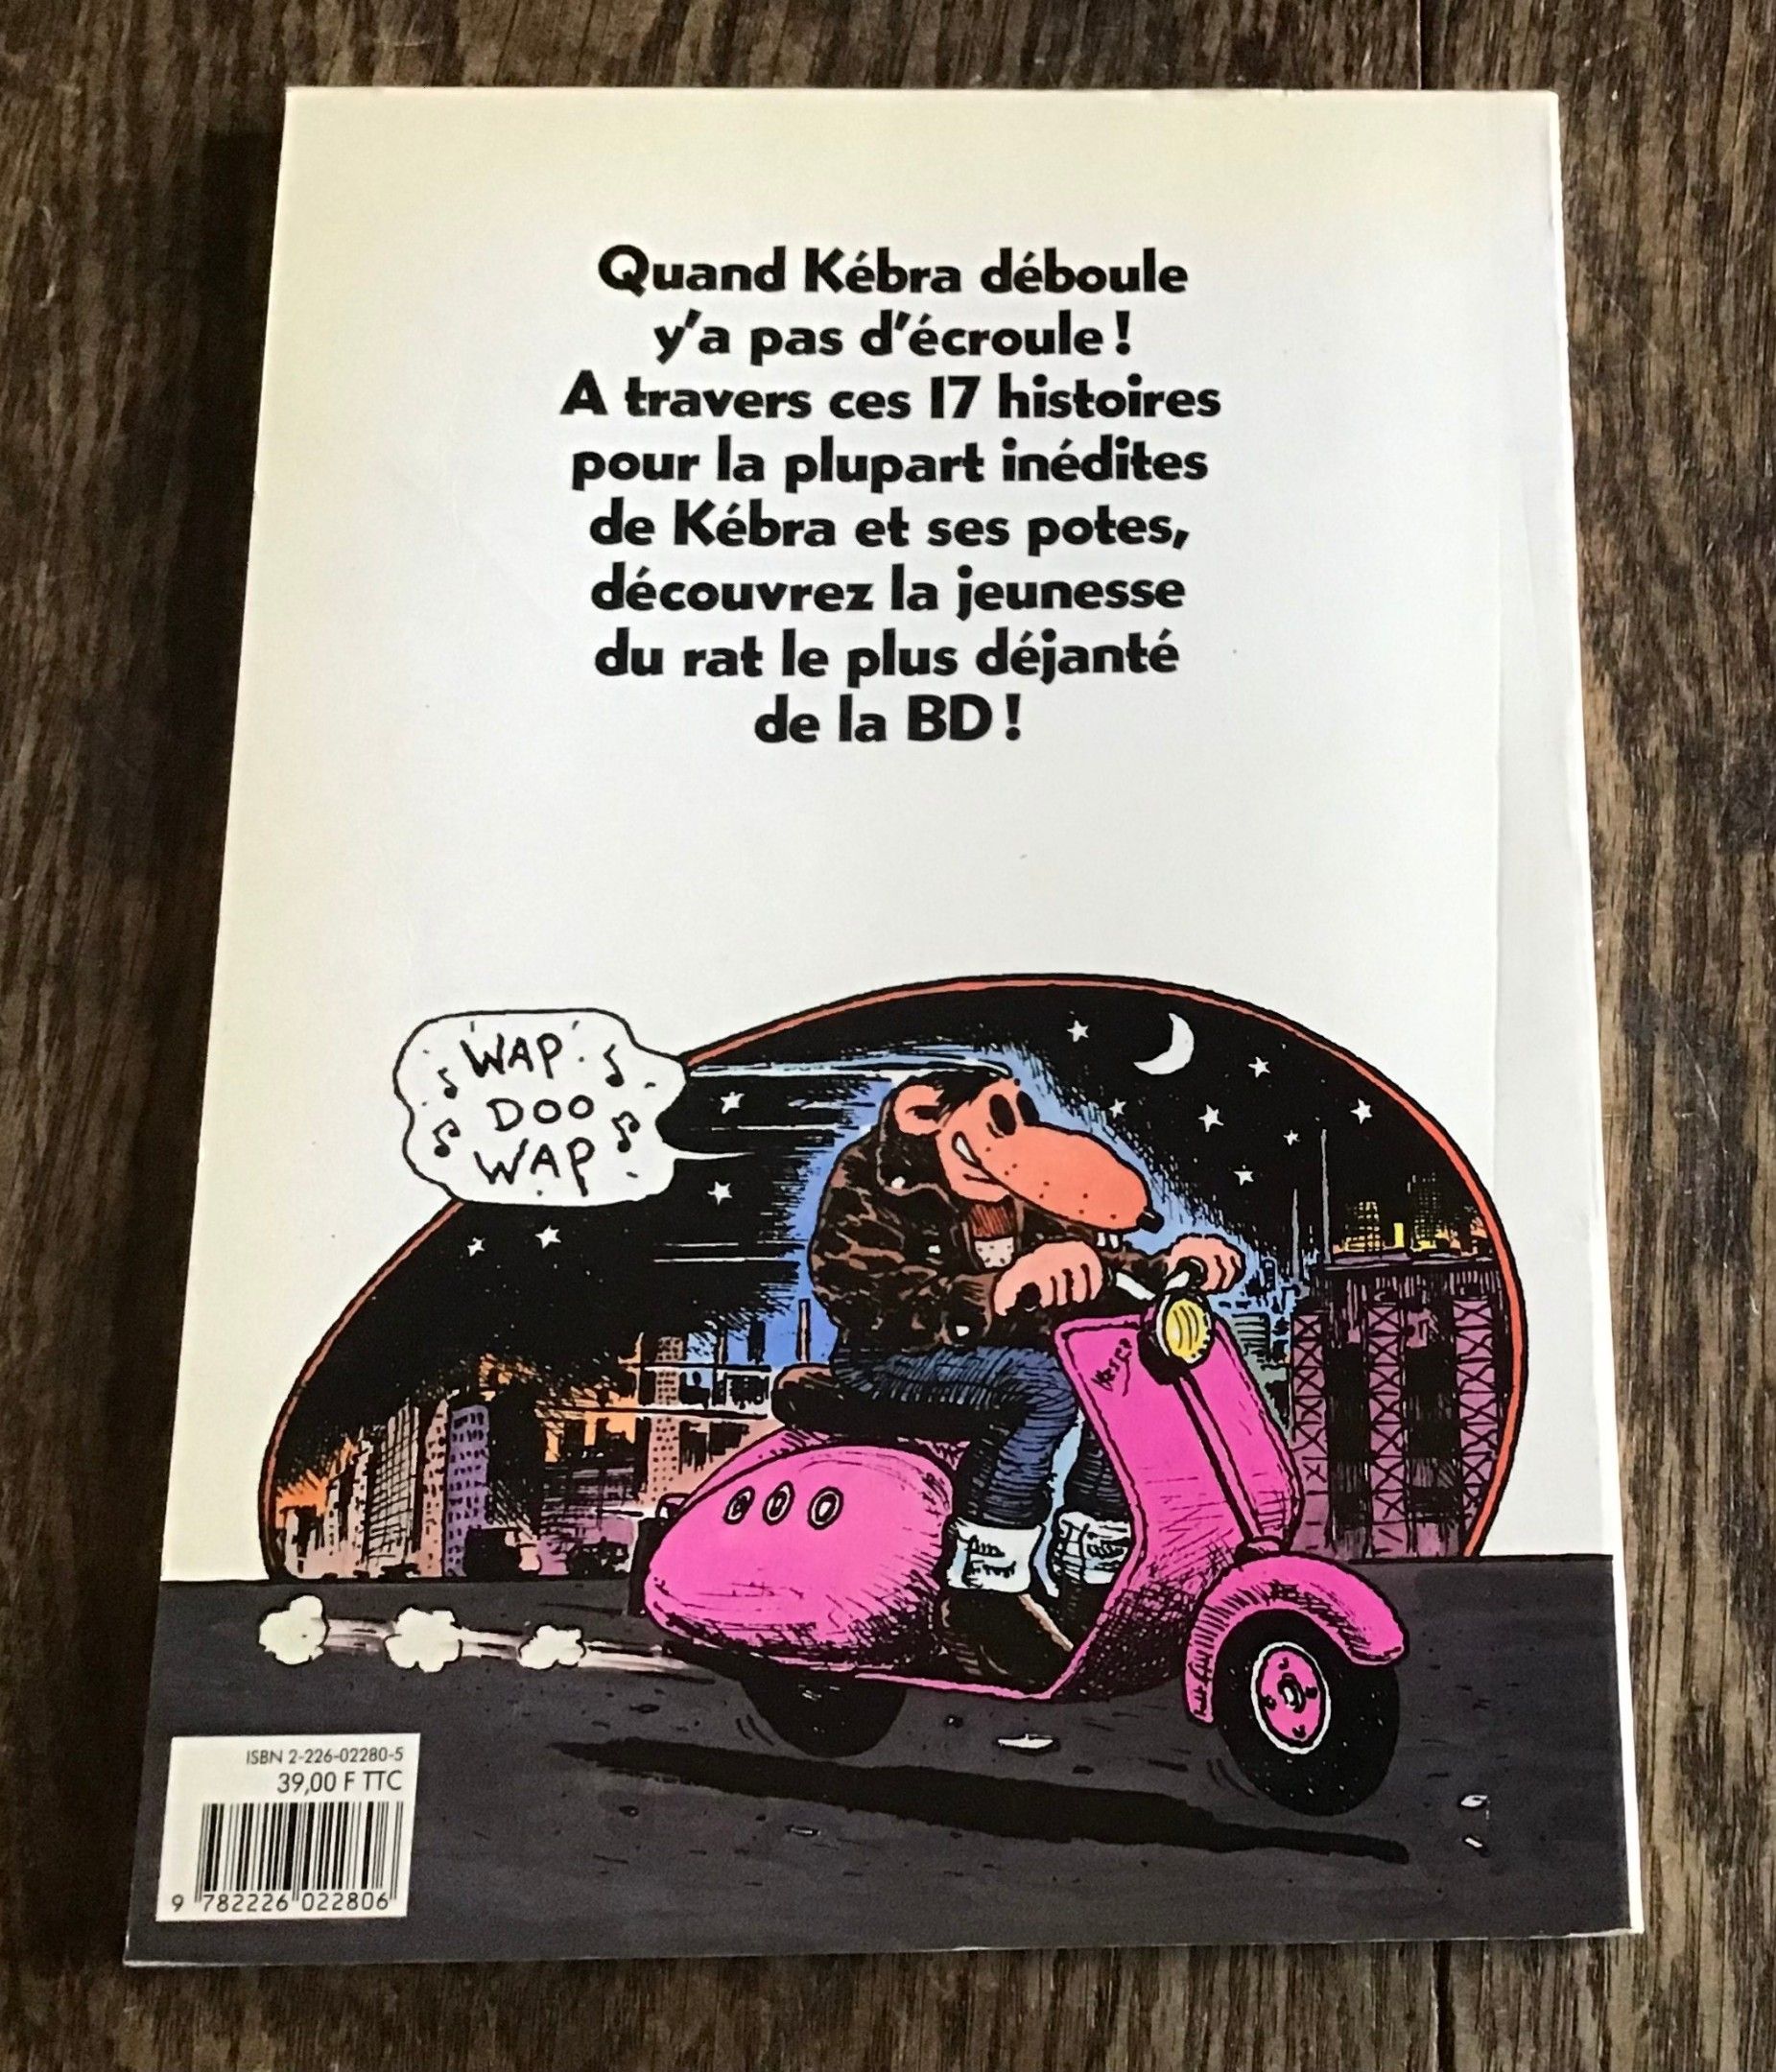 Quand Kébra déboule
y'a pas d'écroule !
A travers ces 17 histoires
pour la plupart inédites
de Kébra et ses potes,
découvrez la jeunesse
du rat le plus déjanté
de la BD !
WAP
DOO
WAP
ISBN 2-226-02280-5
39,00 F TTC
9 782226 022806